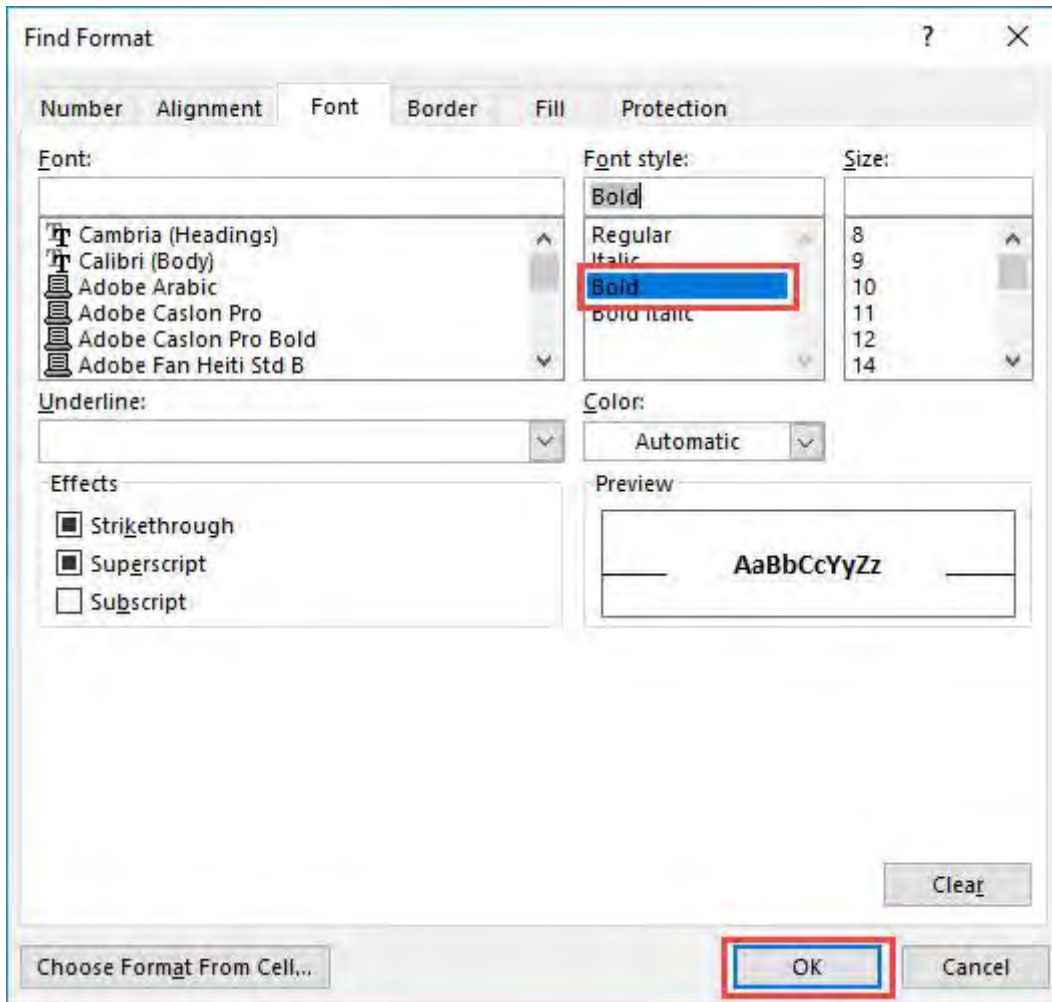 Find Format ?
Number Alignment Font Border Fill Protection
Font: Font style: Size:
Bold
Cambria (Headings) Regular 8
Calibri (Body) Italic 9
Adobe Arabic Bold 10
Adobe Caslon Pro Bold Italic 11
Adobe Caslon Pro Bold 12
Adobe Fan Heiti Std B 14
Underline: Color:
Automatic
Effects Preview
Strikethrough
Superscript AaBbCcYyZz
Subscript
Clear
Choose Format From Cell... OK Cancel